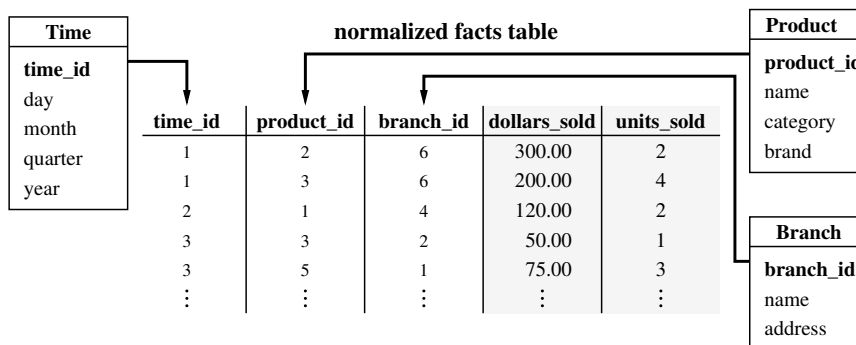 Time
time_id
day
month
quarter
year
normalized facts table
time_id product_id branch_id dollars_sold units_sold
1 2 6 300.00 2
1 3 6 200.00 4
2 1 4 120.00 2
3 3 2 50.00 1
3 5 1 75.00 3
⋮ ⋮ ⋮ ⋮ ⋮
Product
product_id
name
category
brand
Branch
branch_id
name
address